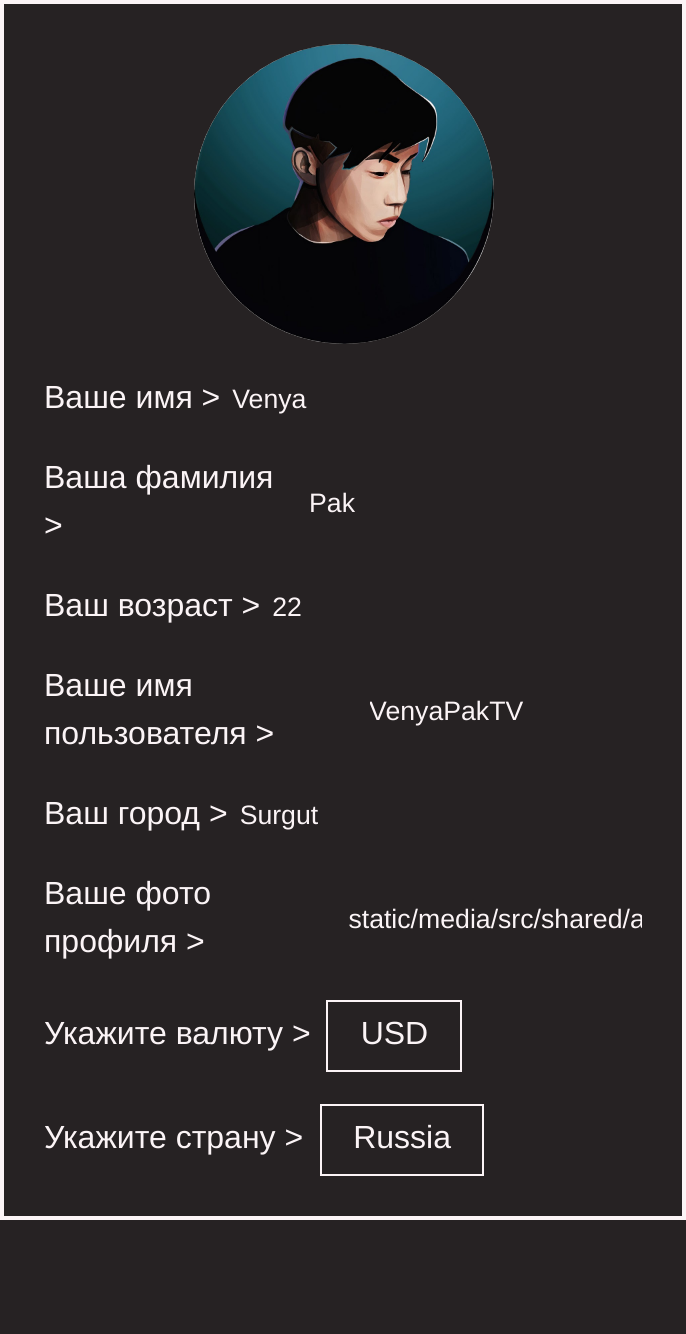 Ваше имя > Venya
Ваша фамилия
> Pak
Ваш возраст > 22
Ваше имя
пользователя > VenyaPakTV
Ваш город > Surgut
Ваше фото
профиля > static/media/src/shared/a
Укажите валюту > USD
Укажите страну > Russia